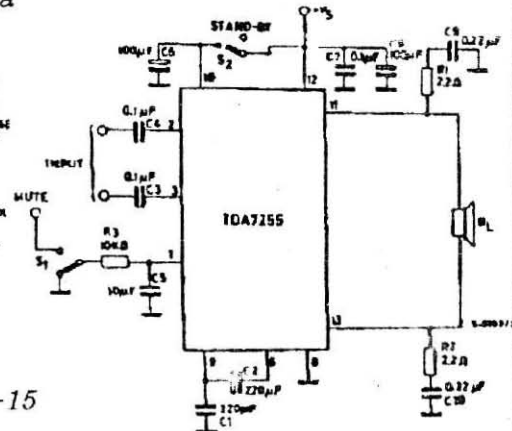 STAND-BY
+VS
100µF C6
S2
C7 0.1µF
100µF
C9 0.22µF
10
12
11
R1
2.2Ω
0.1µF
C4 2
INPUT
0.1µF
C3 3
MUTE
TDA7255
RL
R3
10KΩ
S1
1
C5
10µF
13
R2
2.2Ω
9
6
8
C2
220µF
0.22µF
C10
220µF
C1
-15